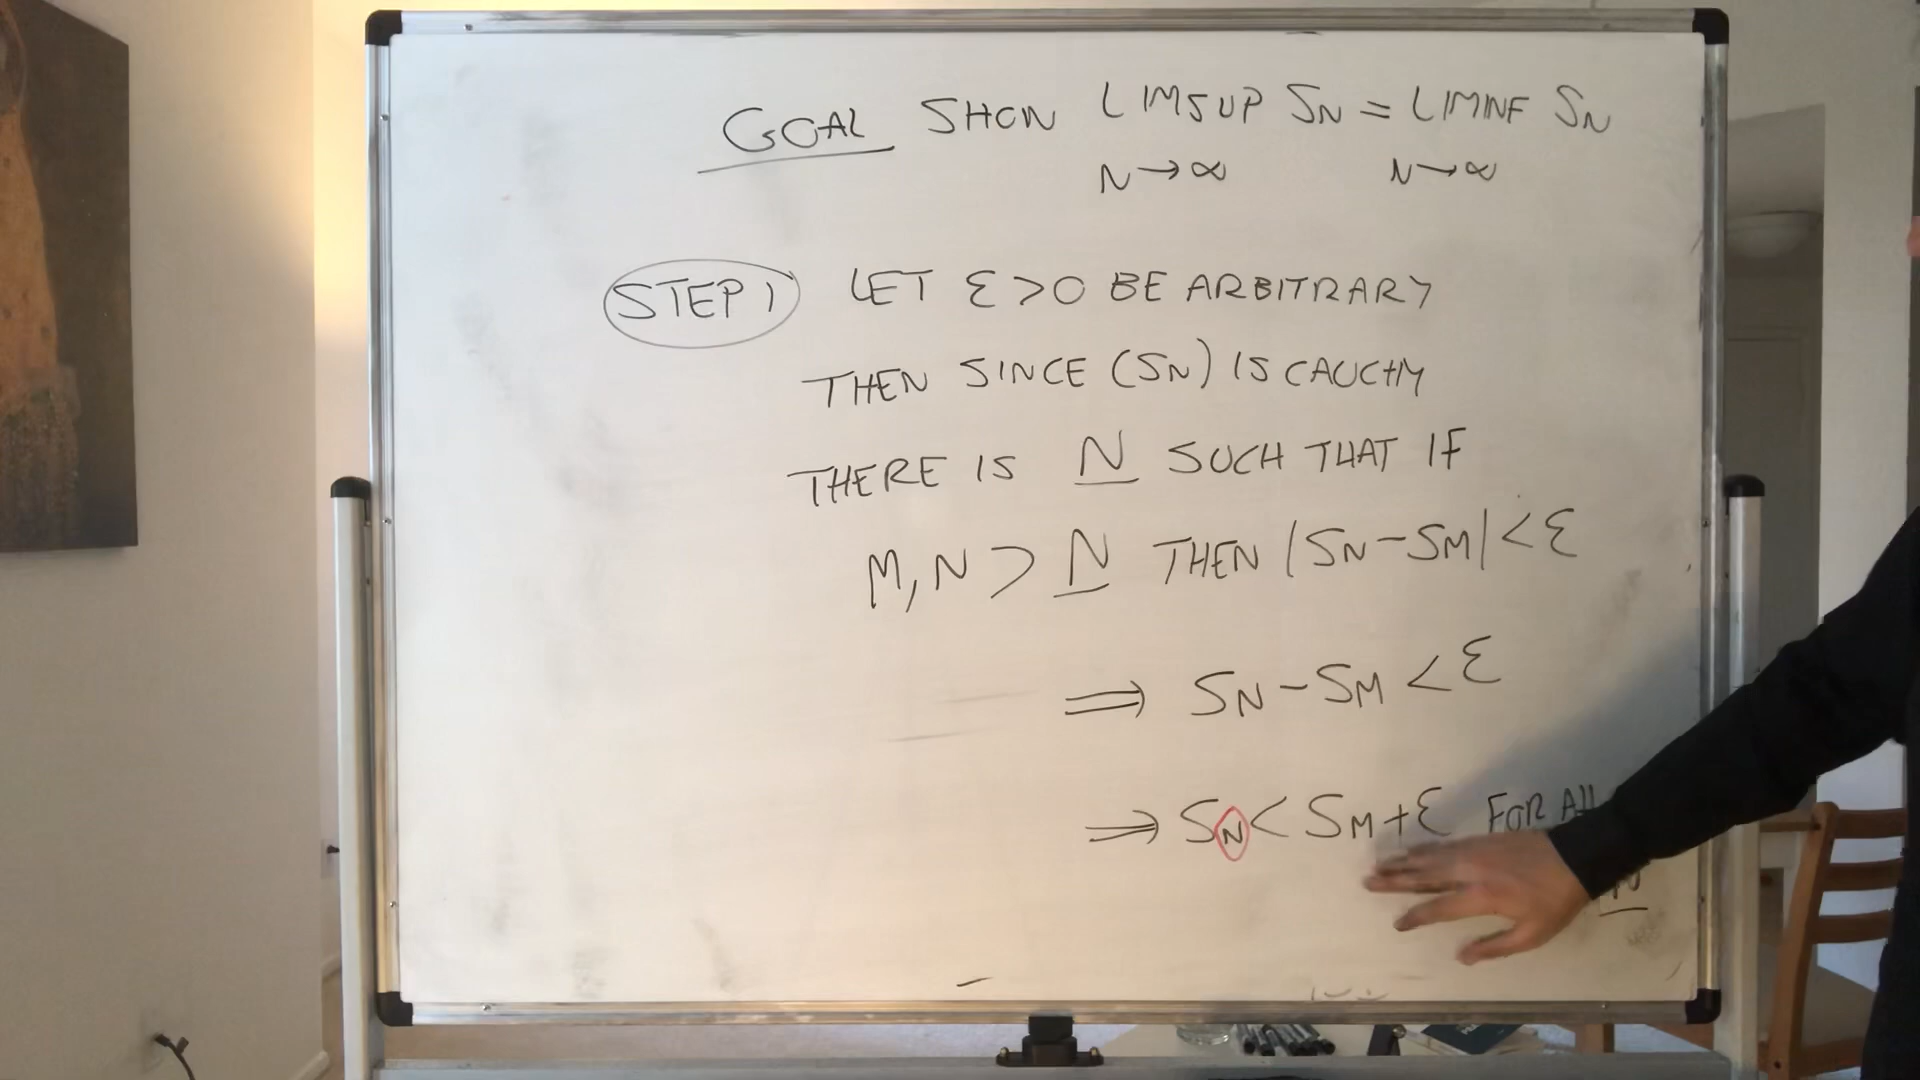 GOAL SHOW LIMSUP SN = LIMINF SN
N→∞ N→∞
STEP 1 LET ε>0 BE ARBITRARY
THEN SINCE (SN) IS CAUCHY
THERE IS N SUCH THAT IF
M,N > N THEN |SN-SM|<ε
⟹ SN-SM<ε
⟹ SN<SM+ε FOR All
N